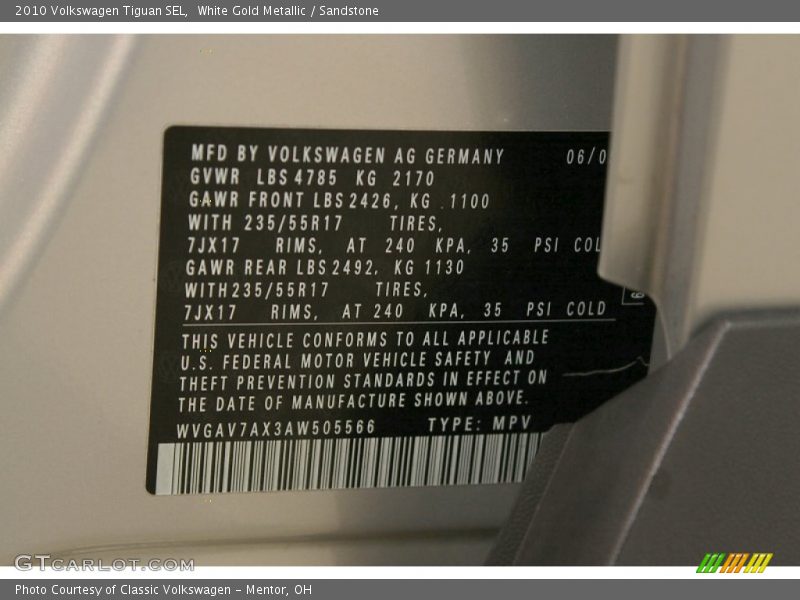 2010 Volkswagen Tiguan SEL,  White Gold Metallic / Sandstone
MFD BY VOLKSWAGEN AG GERMANY 06/0
GVWR LBS 4785 KG 2170
GAWR FRONT LBS 2426, KG 1100
WITH 235/55R17 TIRES,
7JX17 RIMS, AT 240 KPA, 35 PSI COL
GAWR REAR LBS 2492, KG 1130
WITH 235/55R17 TIRES,
7JX17 RIMS, AT 240 KPA, 35 PSI COLD
THIS VEHICLE CONFORMS TO ALL APPLICABLE
U.S. FEDERAL MOTOR VEHICLE SAFETY AND
THEFT PREVENTION STANDARDS IN EFFECT ON
THE DATE OF MANUFACTURE SHOWN ABOVE.
WVGAV7AX3AW505566 TYPE: MPV
GTCARLOT.COM
Photo Courtesy of Classic Volkswagen - Mentor, OH